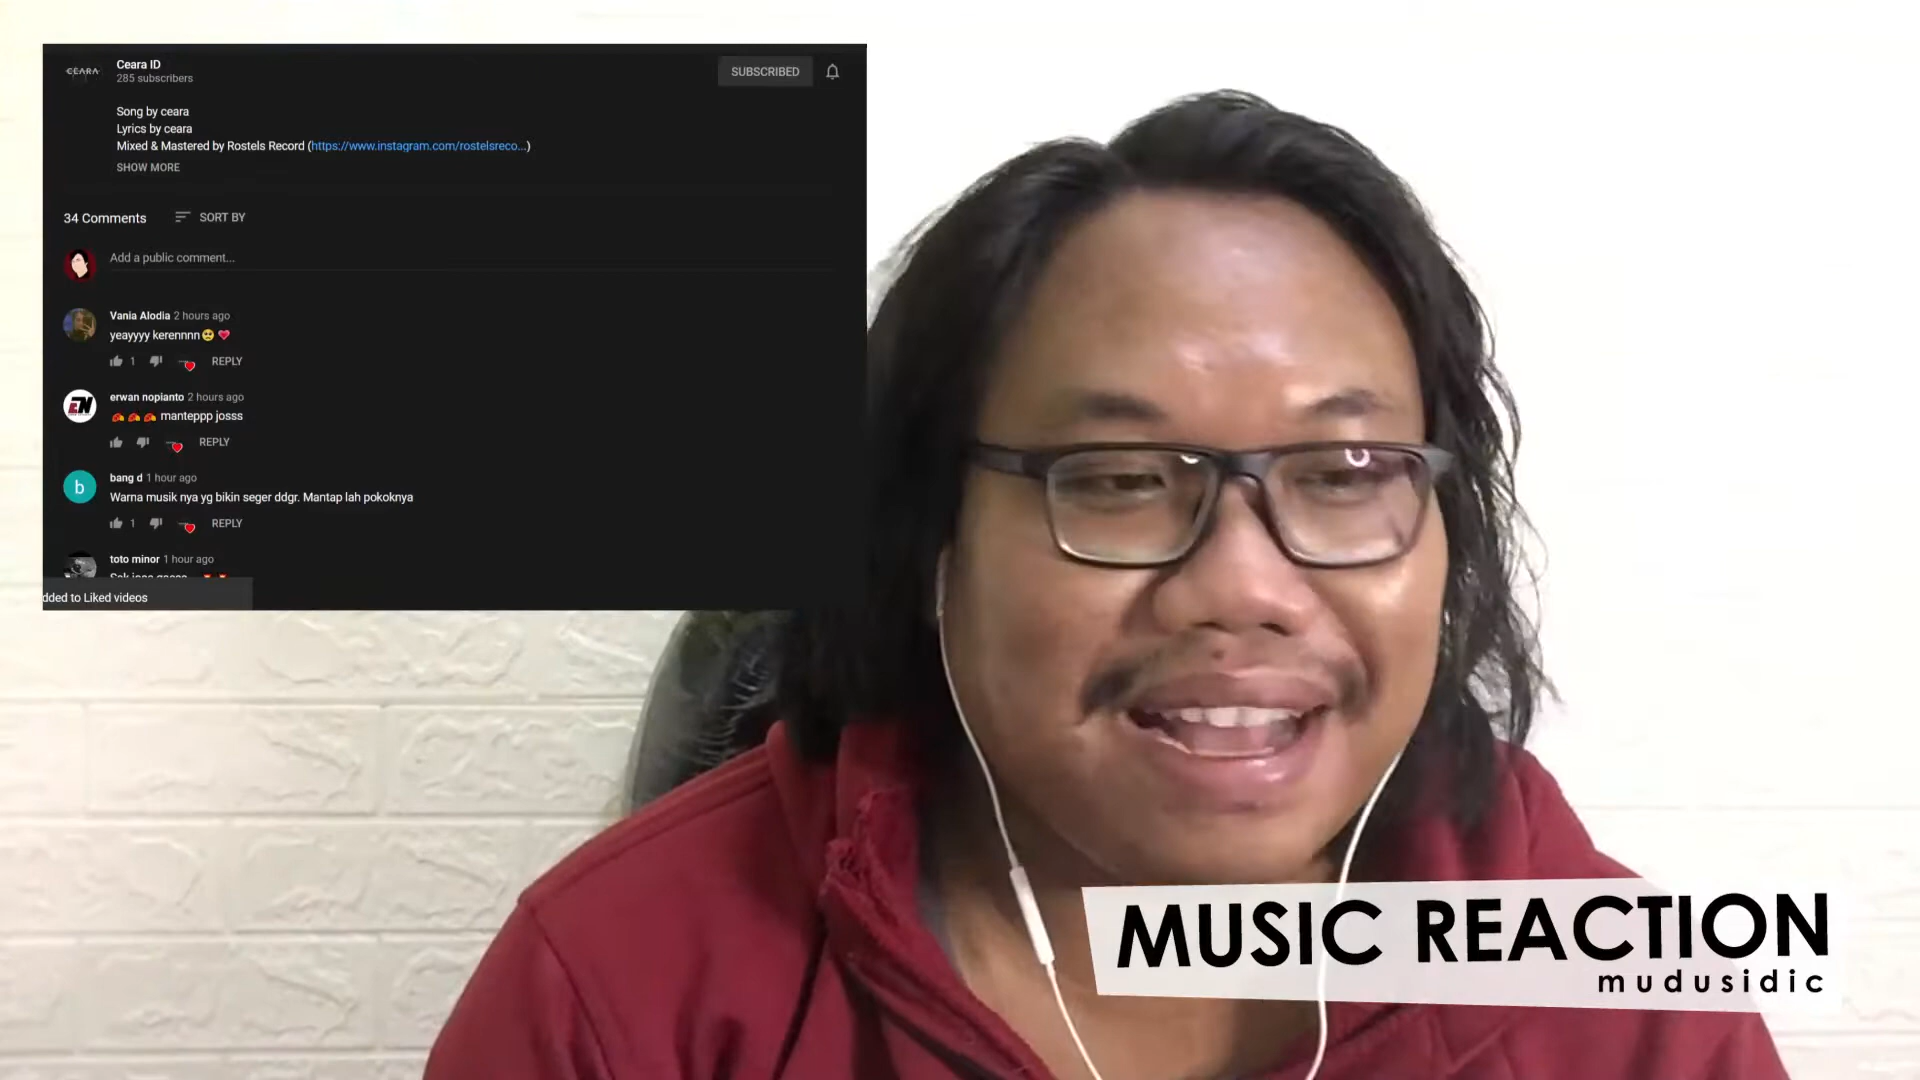 CEARA
Ceara ID
285 subscribers
SUBSCRIBED
Song by ceara
Lyrics by ceara
Mixed & Mastered by Rostels Record (https://www.instagram.com/rostelsreco...)
SHOW MORE
34 Comments
SORT BY
Add a public comment...
Vania Alodia 2 hours ago
yeayyyy kerennnn🥺❤️
1
REPLY
EN
erwan nopianto 2 hours ago
manteppp josss
REPLY
b
bang d 1 hour ago
Warna musik nya yg bikin seger ddgr. Mantap lah pokoknya
1
REPLY
toto minor 1 hour ago
dded to Liked videos
MUSIC REACTION
mudusidic